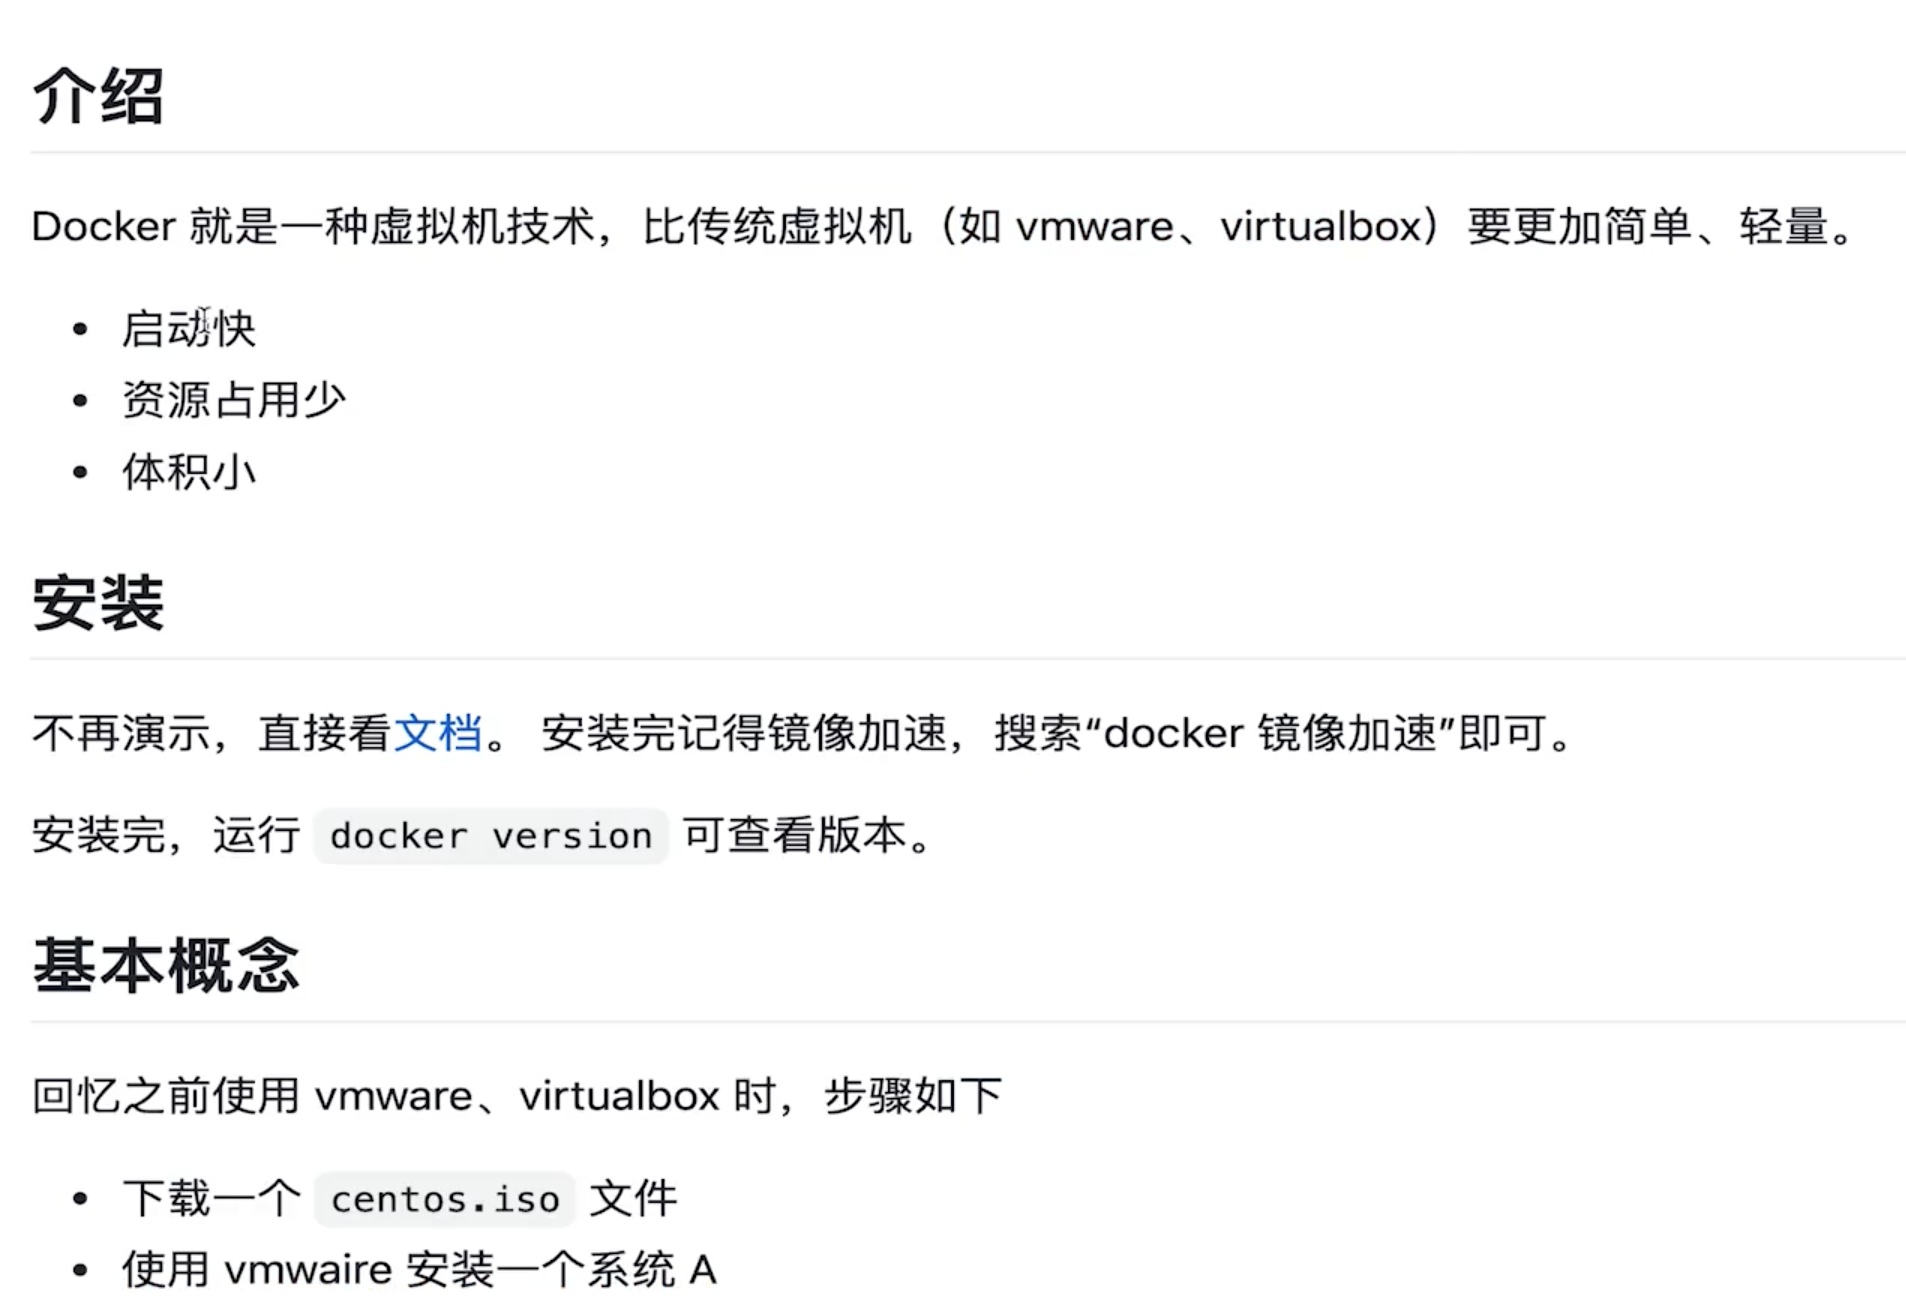 介绍
Docker 就是一种虚拟机技术，比传统虚拟机（如 vmware、virtualbox）要更加简单、轻量。
• 启动快
• 资源占用少
• 体积小
安装
不再演示，直接看文档。 安装完记得镜像加速，搜索“docker 镜像加速”即可。
安装完，运行 docker version 可查看版本。
基本概念
回忆之前使用 vmware、virtualbox 时，步骤如下
• 下载一个 centos.iso 文件
• 使用 vmwaire 安装一个系统 A